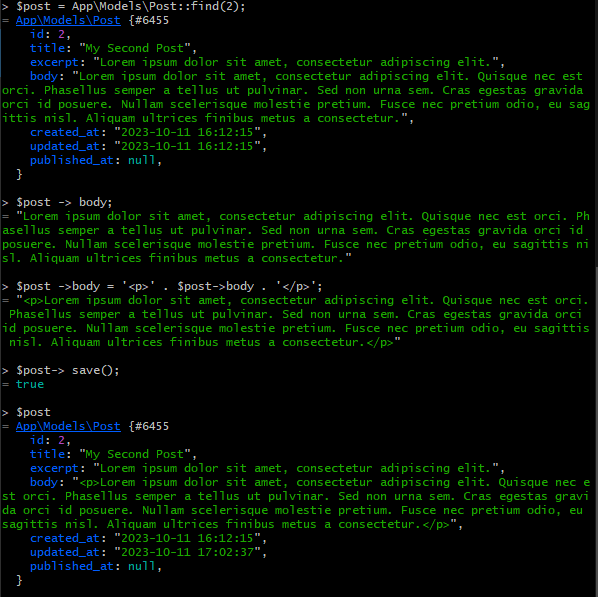 > $post = App\Models\Post::find(2);
= App\Models\Post {#6455
    id: 2,
    title: "My Second Post",
    excerpt: "Lorem ipsum dolor sit amet, consectetur adipiscing elit.",
    body: "Lorem ipsum dolor sit amet, consectetur adipiscing elit. Quisque nec est
orci. Phasellus semper a tellus ut pulvinar. Sed non urna sem. Cras egestas gravida
orci id posuere. Nullam scelerisque molestie pretium. Fusce nec pretium odio, eu sag
ittis nisl. Aliquam ultrices finibus metus a consectetur.",
    created_at: "2023-10-11 16:12:15",
    updated_at: "2023-10-11 16:12:15",
    published_at: null,
  }
> $post -> body;
= "Lorem ipsum dolor sit amet, consectetur adipiscing elit. Quisque nec est orci. Ph
asellus semper a tellus ut pulvinar. Sed non urna sem. Cras egestas gravida orci id
posuere. Nullam scelerisque molestie pretium. Fusce nec pretium odio, eu sagittis ni
sl. Aliquam ultrices finibus metus a consectetur."
> $post ->body = '<p>' . $post->body . '</p>';
= "<p>Lorem ipsum dolor sit amet, consectetur adipiscing elit. Quisque nec est orci.
 Phasellus semper a tellus ut pulvinar. Sed non urna sem. Cras egestas gravida orci
id posuere. Nullam scelerisque molestie pretium. Fusce nec pretium odio, eu sagittis
 nisl. Aliquam ultrices finibus metus a consectetur.</p>"
> $post-> save();
= true
> $post
= App\Models\Post {#6455
    id: 2,
    title: "My Second Post",
    excerpt: "Lorem ipsum dolor sit amet, consectetur adipiscing elit.",
    body: "<p>Lorem ipsum dolor sit amet, consectetur adipiscing elit. Quisque nec e
st orci. Phasellus semper a tellus ut pulvinar. Sed non urna sem. Cras egestas gravi
da orci id posuere. Nullam scelerisque molestie pretium. Fusce nec pretium odio, eu
sagittis nisl. Aliquam ultrices finibus metus a consectetur.</p>",
    created_at: "2023-10-11 16:12:15",
    updated_at: "2023-10-11 17:02:37",
    published_at: null,
  }